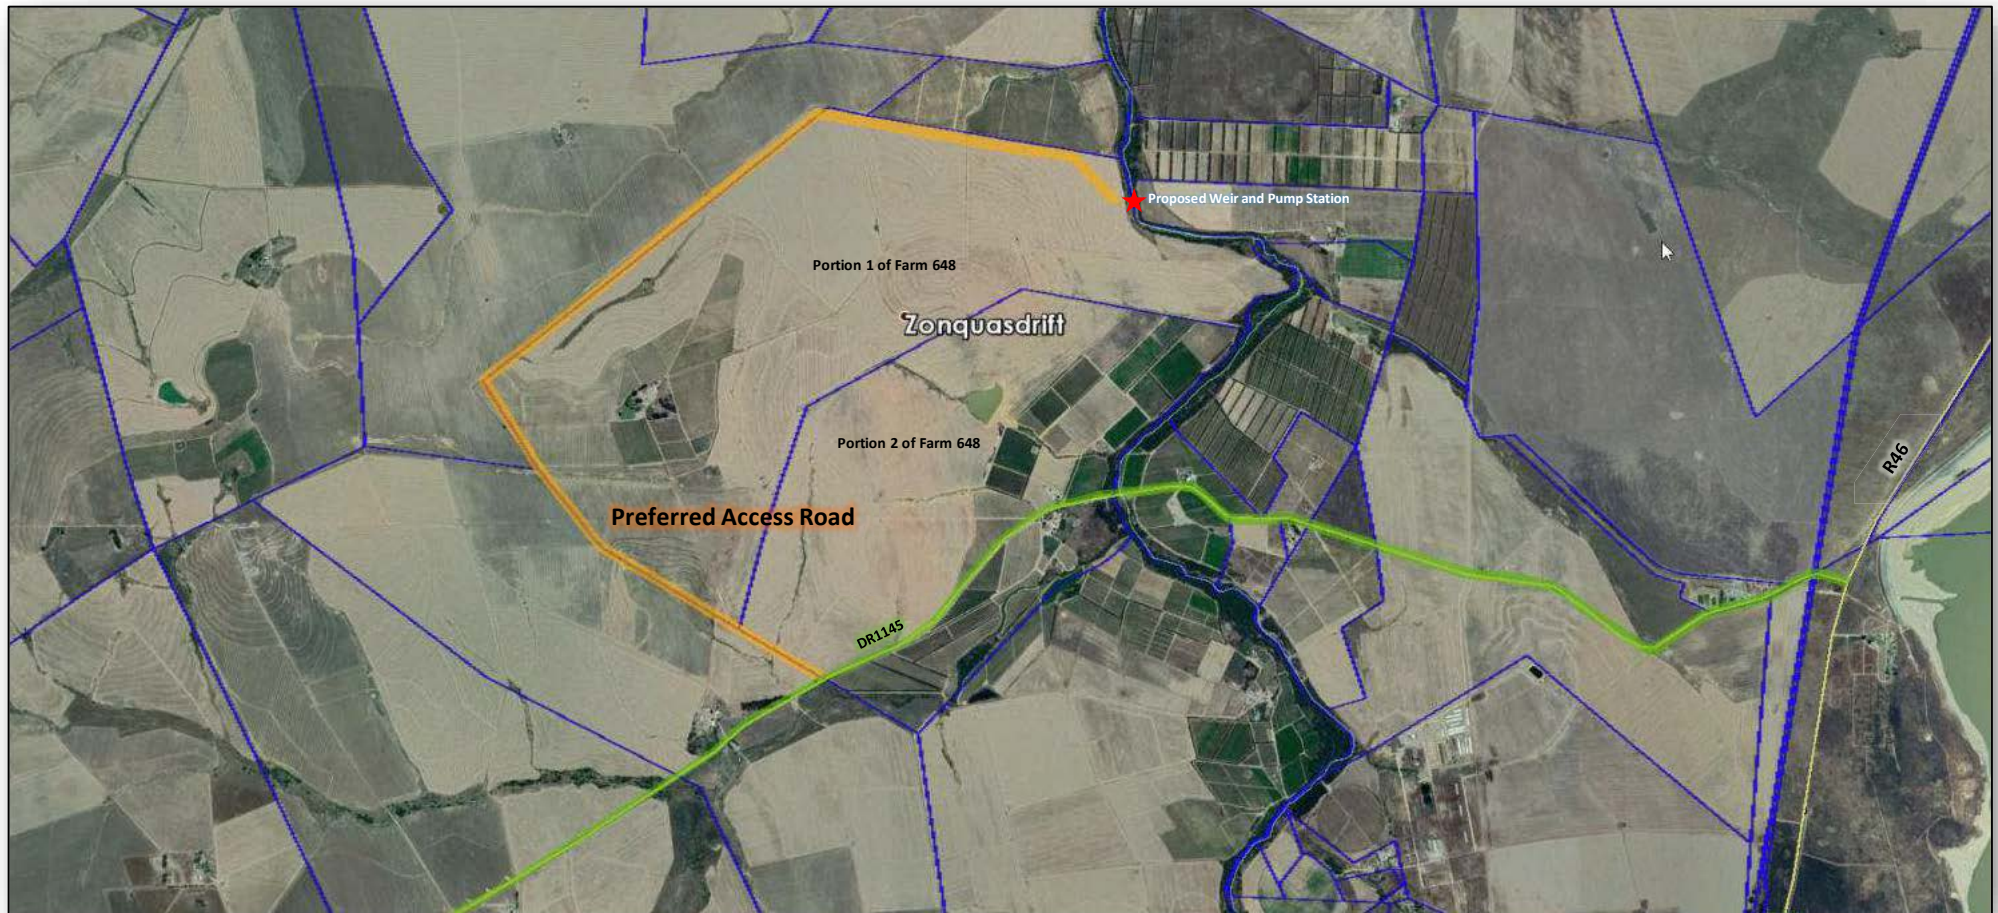 Proposed Weir and Pump Station
Portion 1 of Farm 648
Zonquasdrift
Portion 2 of Farm 648
R46
Preferred Access Road
DR1145